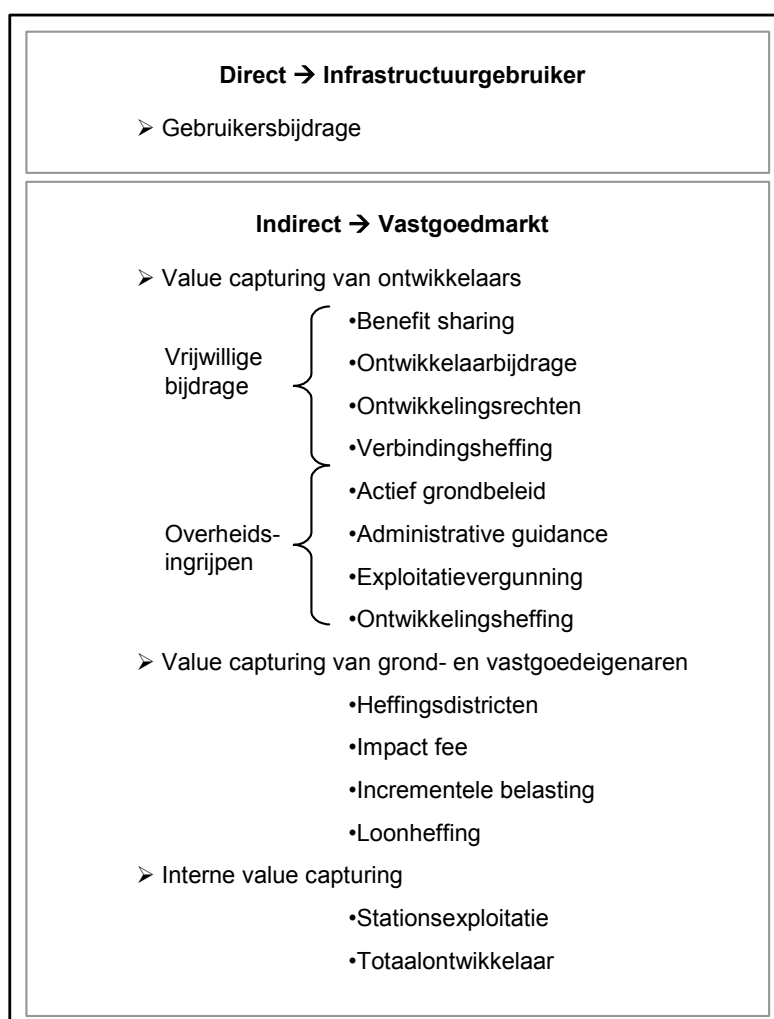 Direct → Infrastructuurgebruiker
➢ Gebruikersbijdrage
Indirect → Vastgoedmarkt
➢ Value capturing van ontwikkelaars
Vrijwillige
bijdrage
•Benefit sharing
•Ontwikkelaarbijdrage
•Ontwikkelingsrechten
•Verbindingsheffing
Overheids-
ingrijpen
•Actief grondbeleid
•Administrative guidance
•Exploitatievergunning
•Ontwikkelingsheffing
➢ Value capturing van grond- en vastgoedeigenaren
•Heffingsdistricten
•Impact fee
•Incrementele belasting
•Loonheffing
➢ Interne value capturing
•Stationsexploitatie
•Totaalontwikkelaar